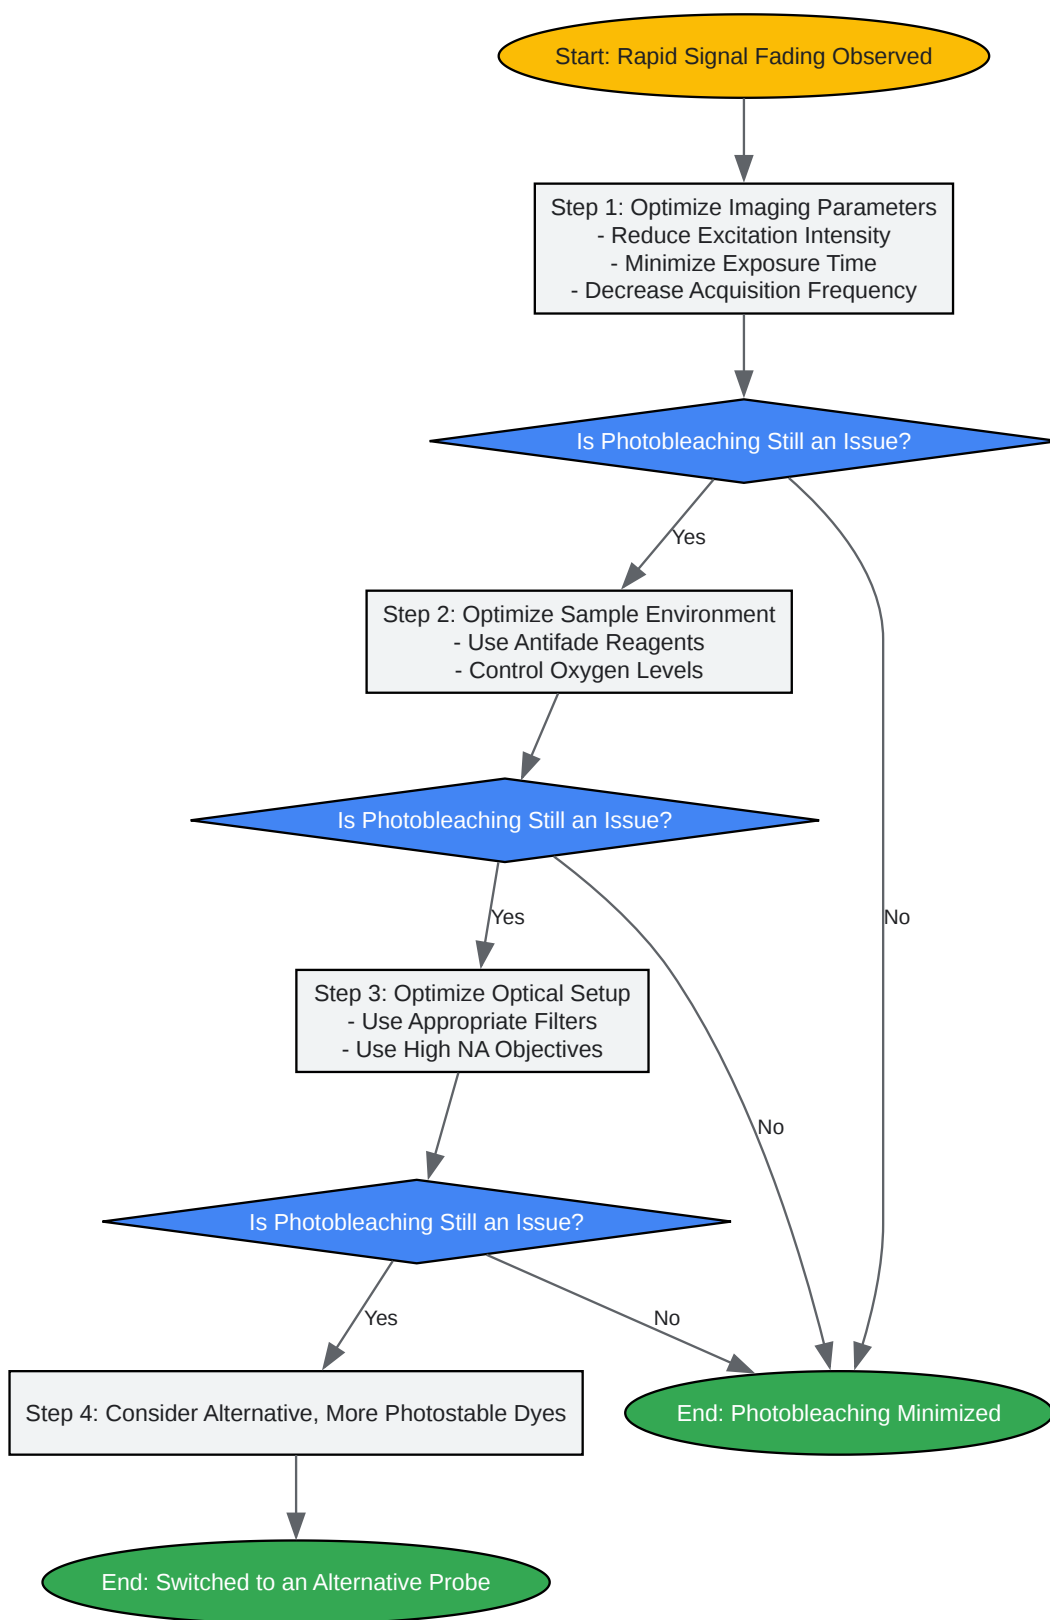 Start: Rapid Signal Fading Observed
Step 1: Optimize Imaging Parameters
- Reduce Excitation Intensity
- Minimize Exposure Time
- Decrease Acquisition Frequency
Is Photobleaching Still an Issue?
Yes
Step 2: Optimize Sample Environment
- Use Antifade Reagents
- Control Oxygen Levels
Is Photobleaching Still an Issue?
Yes
No
Step 3: Optimize Optical Setup
- Use Appropriate Filters
- Use High NA Objectives
No
Is Photobleaching Still an Issue?
Yes
No
Step 4: Consider Alternative, More Photostable Dyes
End: Photobleaching Minimized
End: Switched to an Alternative Probe